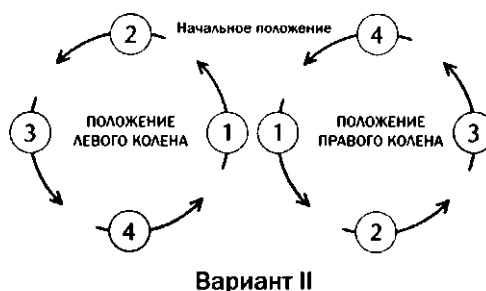 Начальное положение
2
4
3
ПОЛОЖЕНИЕ
ЛЕВОГО КОЛЕНА
1
1
ПОЛОЖЕНИЕ
ПРАВОГО КОЛЕНА
3
4
2
Вариант II